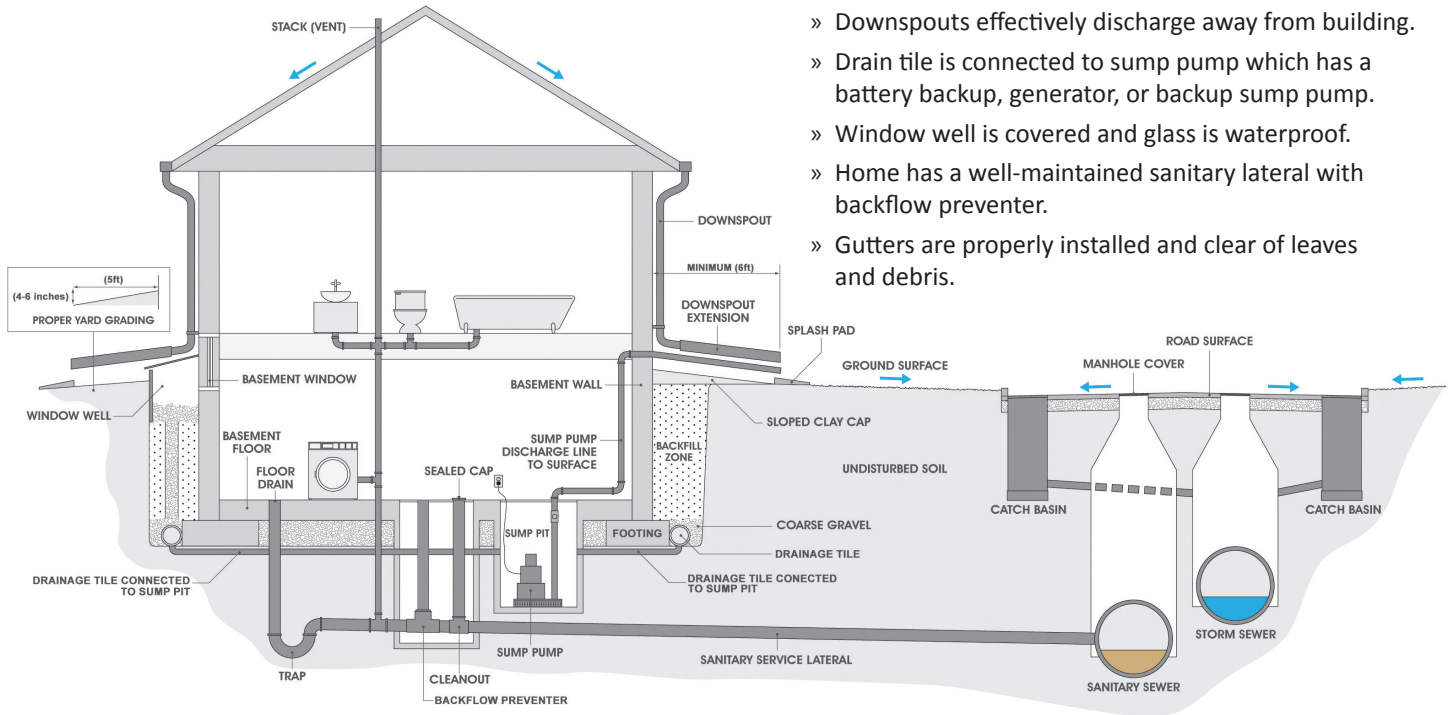 » Downspouts effectively discharge away from building.
» Drain tile is connected to sump pump which has a
battery backup, generator, or backup sump pump.
» Window well is covered and glass is waterproof.
» Home has a well-maintained sanitary lateral with
backflow preventer.
» Gutters are properly installed and clear of leaves
and debris.
STACK (VENT)
DOWNSPOUT
MINIMUM (6ft)
(5ft)
(4-6 inches)
PROPER YARD GRADING
DOWNSPOUT
EXTENSION
SPLASH PAD
GROUND SURFACE
ROAD SURFACE
MANHOLE COVER
BASEMENT WINDOW
BASEMENT WALL
WINDOW WELL
SLOPED CLAY CAP
BASEMENT
FLOOR
FLOOR
DRAIN
SEALED CAP
SUMP PUMP
DISCHARGE LINE
TO SURFACE
BACKFILL
ZONE
UNDISTURBED SOIL
CATCH BASIN
CATCH BASIN
COARSE GRAVEL
SUMP PIT
FOOTING
DRAINAGE TILE
DRAINAGE TILE CONNECTED
TO SUMP PIT
DRAINAGE TILE CONECTED
TO SUMP PIT
STORM SEWER
SUMP PUMP
SANITARY SERVICE LATERAL
TRAP
CLEANOUT
SANITARY SEWER
BACKFLOW PREVENTER